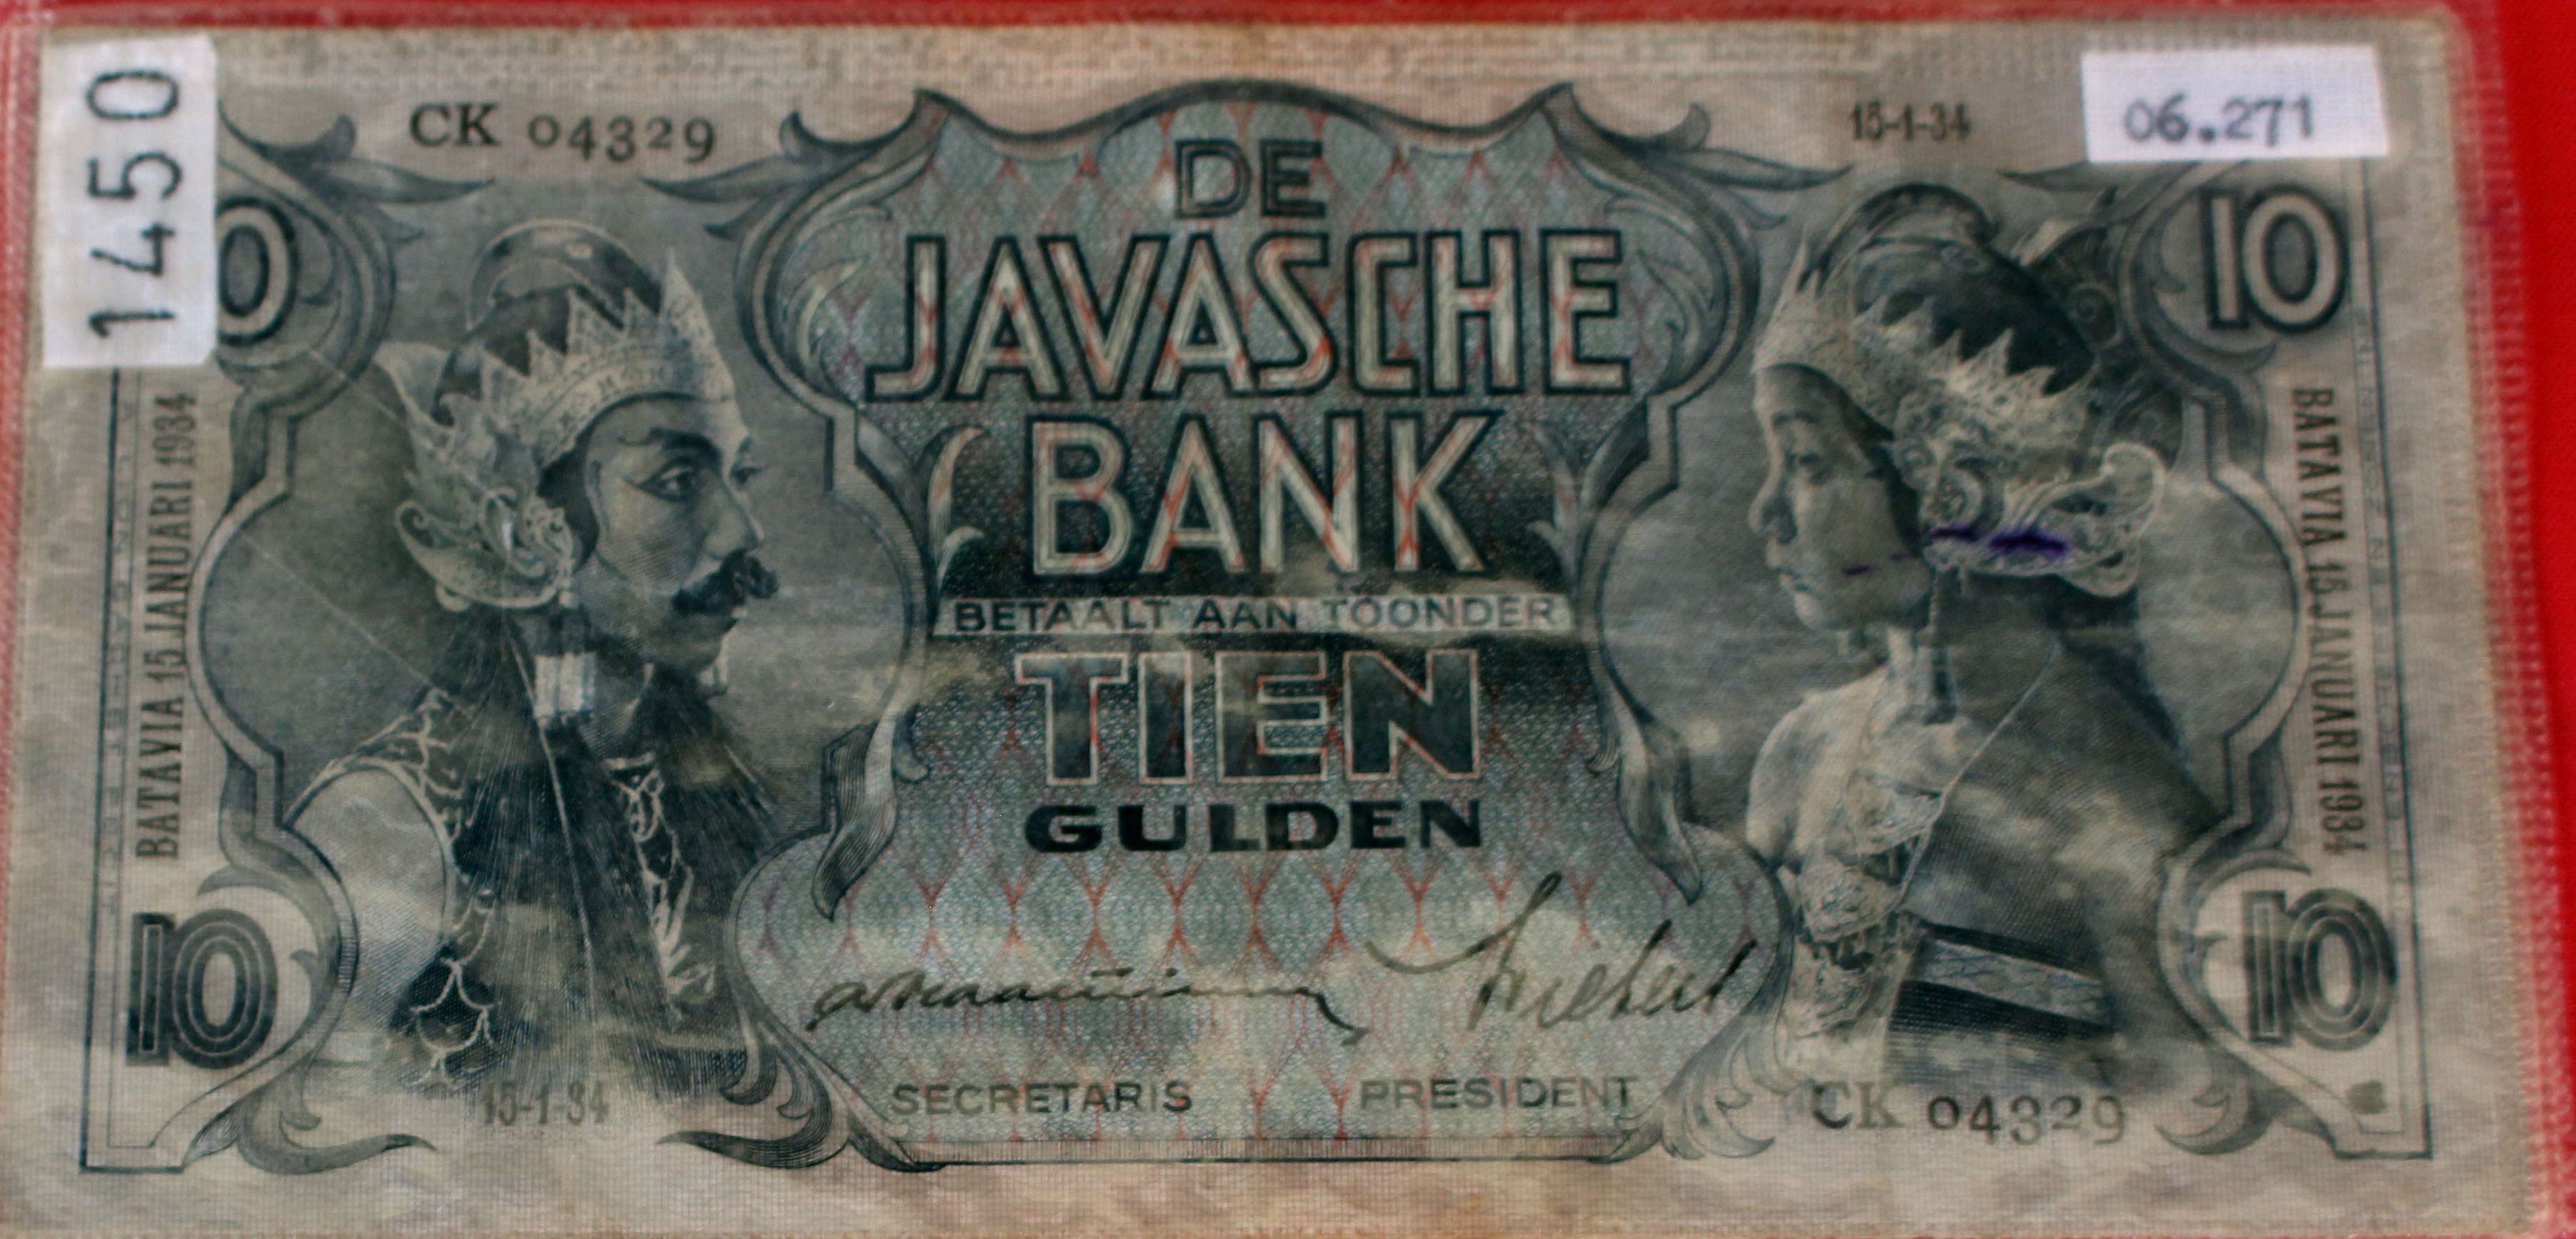 1450
CK 04329
15-1-34
06.271
10
DE
JAVASCHE
BANK
BETAALT AAN TOONDER
TIEN
GULDEN
BATAVIA 15 JANUARI 1934
BATAVIA 15 JANUARI 1934
10
10
SECRETARIS
PRESIDENT
15-1-34
CK 04329